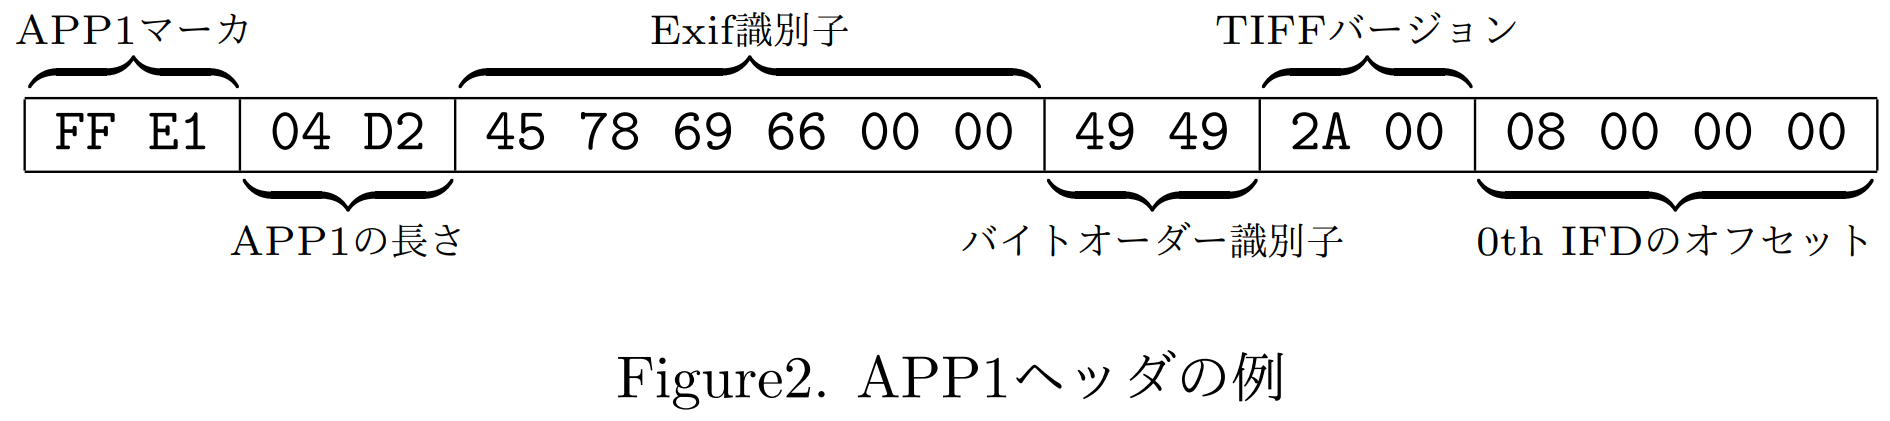 APP1マーカ Exif識別子 TIFFバージョン
FF E1 04 D2 45 78 69 66 00 00 49 49 2A 00 08 00 00 00
APP1の長さ バイトオーダー識別子 0th IFDのオフセット
Figure2. APP1ヘッダの例